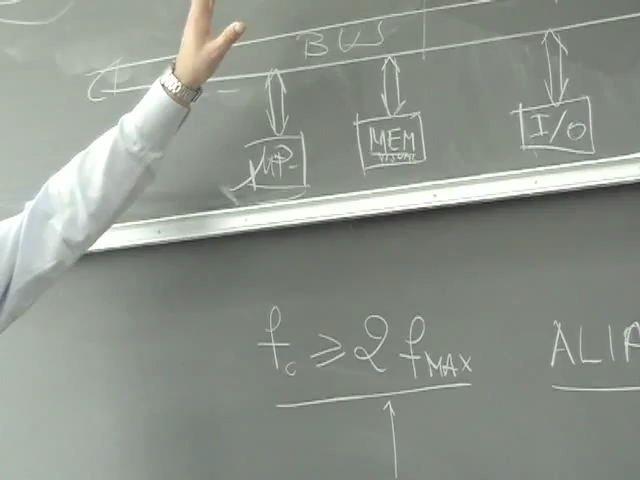 BUS
μP MEM I/O
f_c ≥ 2 f_MAX ALIA